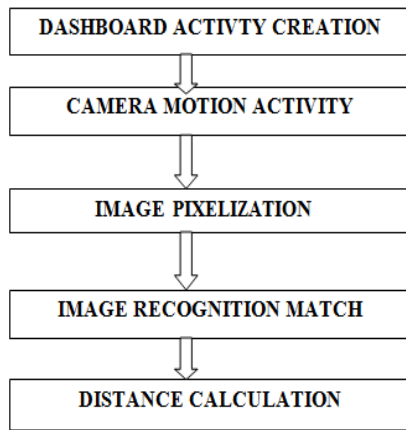 DASHBOARD ACTIVTY CREATION
CAMERA MOTION ACTIVITY
IMAGE PIXELIZATION
IMAGE RECOGNITION MATCH
DISTANCE CALCULATION